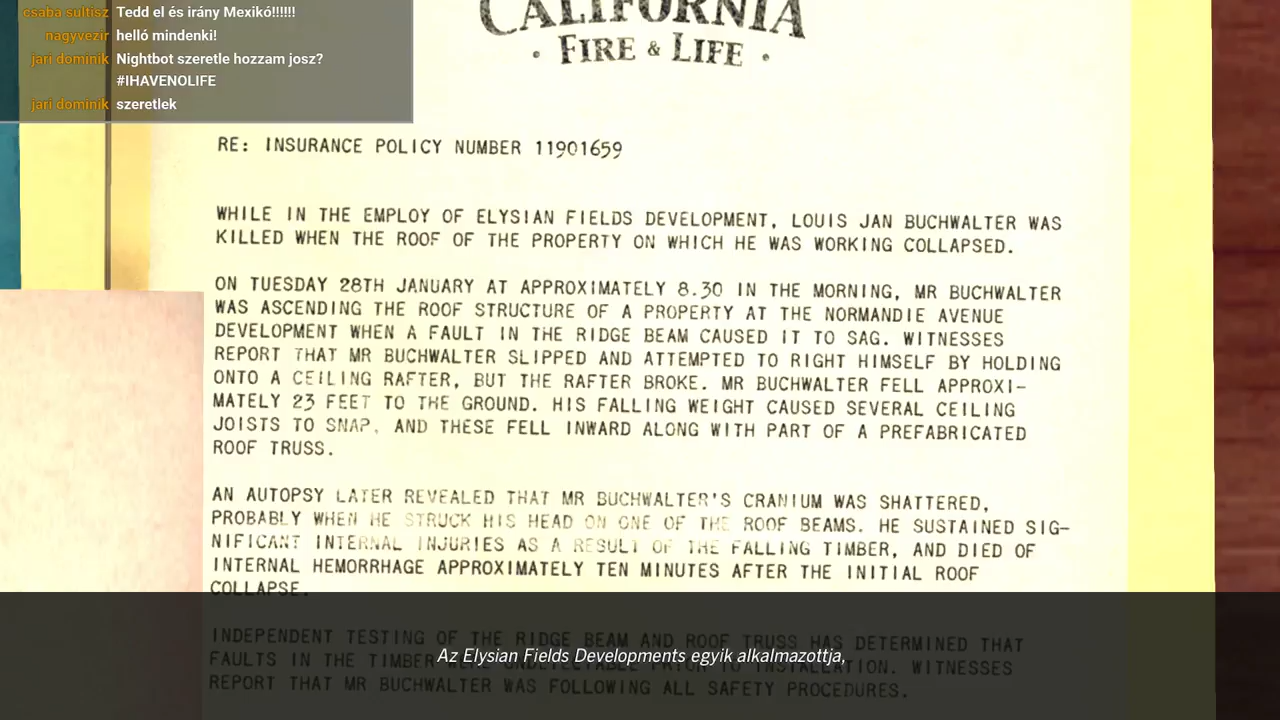 csaba sultisz Tedd el és irány Mexikó!!!!!!
nagyvezir helló mindenki!
jari dominik Nightbot szeretle hozzam josz?
#IHAVENOLIFE
jari dominik szeretlek
CALIFORNIA
• FIRE & LIFE •
RE: INSURANCE POLICY NUMBER 11901659
WHILE IN THE EMPLOY OF ELYSIAN FIELDS DEVELOPMENT, LOUIS JAN BUCHWALTER WAS
KILLED WHEN THE ROOF OF THE PROPERTY ON WHICH HE WAS WORKING COLLAPSED.
ON TUESDAY 28TH JANUARY AT APPROXIMATELY 8.30 IN THE MORNING, MR BUCHWALTER
WAS ASCENDING THE ROOF STRUCTURE OF A PROPERTY AT THE NORMANDIE AVENUE
DEVELOPMENT WHEN A FAULT IN THE RIDGE BEAM CAUSED IT TO SAG. WITNESSES
REPORT THAT MR BUCHWALTER SLIPPED AND ATTEMPTED TO RIGHT HIMSELF BY HOLDING
ONTO A CEILING RAFTER, BUT THE RAFTER BROKE. MR BUCHWALTER FELL APPROXI-
MATELY 23 FEET TO THE GROUND. HIS FALLING WEIGHT CAUSED SEVERAL CEILING
JOISTS TO SNAP, AND THESE FELL INWARD ALONG WITH PART OF A PREFABRICATED
ROOF TRUSS.
AN AUTOPSY LATER REVEALED THAT MR BUCHWALTER'S CRANIUM WAS SHATTERED,
PROBABLY WHEN HE STRUCK HIS HEAD ON ONE OF THE ROOF BEAMS. HE SUSTAINED SIG-
NIFICANT INTERNAL INJURIES AS A RESULT OF THE FALLING TIMBER, AND DIED OF
INTERNAL HEMORRHAGE APPROXIMATELY TEN MINUTES AFTER THE INITIAL ROOF
COLLAPSE.
INDEPENDENT TESTING OF THE RIDGE BEAM AND ROOF TRUSS HAS DETERMINED THAT
FAULTS IN THE TIMBER WERE UNDETECTABLE PRIOR TO INSTALLATION. WITNESSES
Az Elysian Fields Developments egyik alkalmazottja,
REPORT THAT MR BUCHWALTER WAS FOLLOWING ALL SAFETY PROCEDURES.